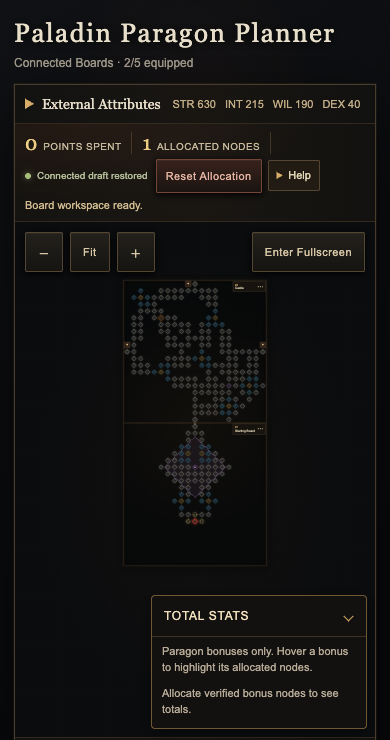 Paladin Paragon Planner
Connected Boards · 2/5 equipped
External Attributes STR 630 INT 215 WIL 190 DEX 40
0 POINTS SPENT 1 ALLOCATED NODES
Connected draft restored Reset Allocation Help
Board workspace ready.
− Fit + Enter Fullscreen
Starting Board
TOTAL STATS
Paragon bonuses only. Hover a bonus
to highlight its allocated nodes.
Allocate verified bonus nodes to see
totals.